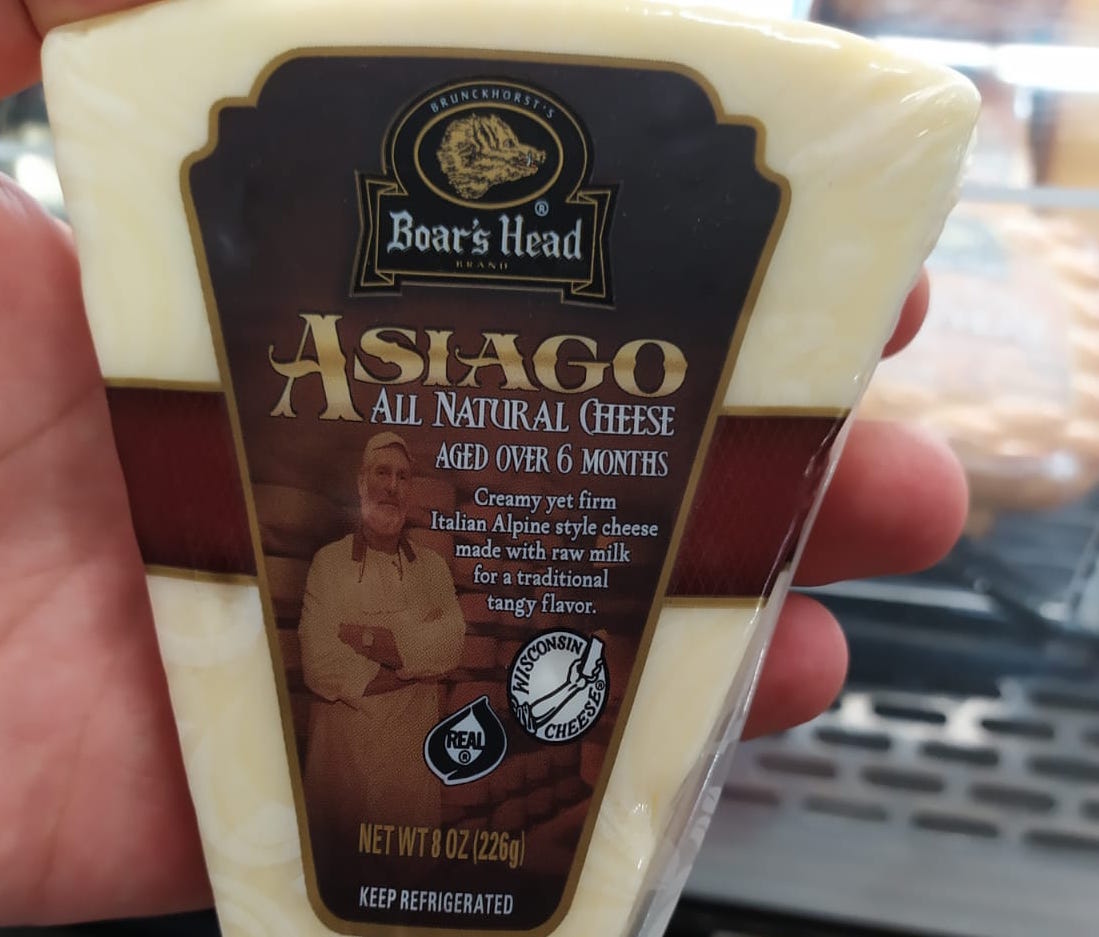 BRUNCKHORST'S
Boar's Head
®
BRAND
ASIAGO
ALL NATURAL CHEESE
AGED OVER 6 MONTHS
Creamy yet firm
Italian Alpine style cheese
made with raw milk
for a traditional
tangy flavor.
WISCONSIN
CHEESE®
REAL
®
NET WT 8 OZ (226g)
KEEP REFRIGERATED